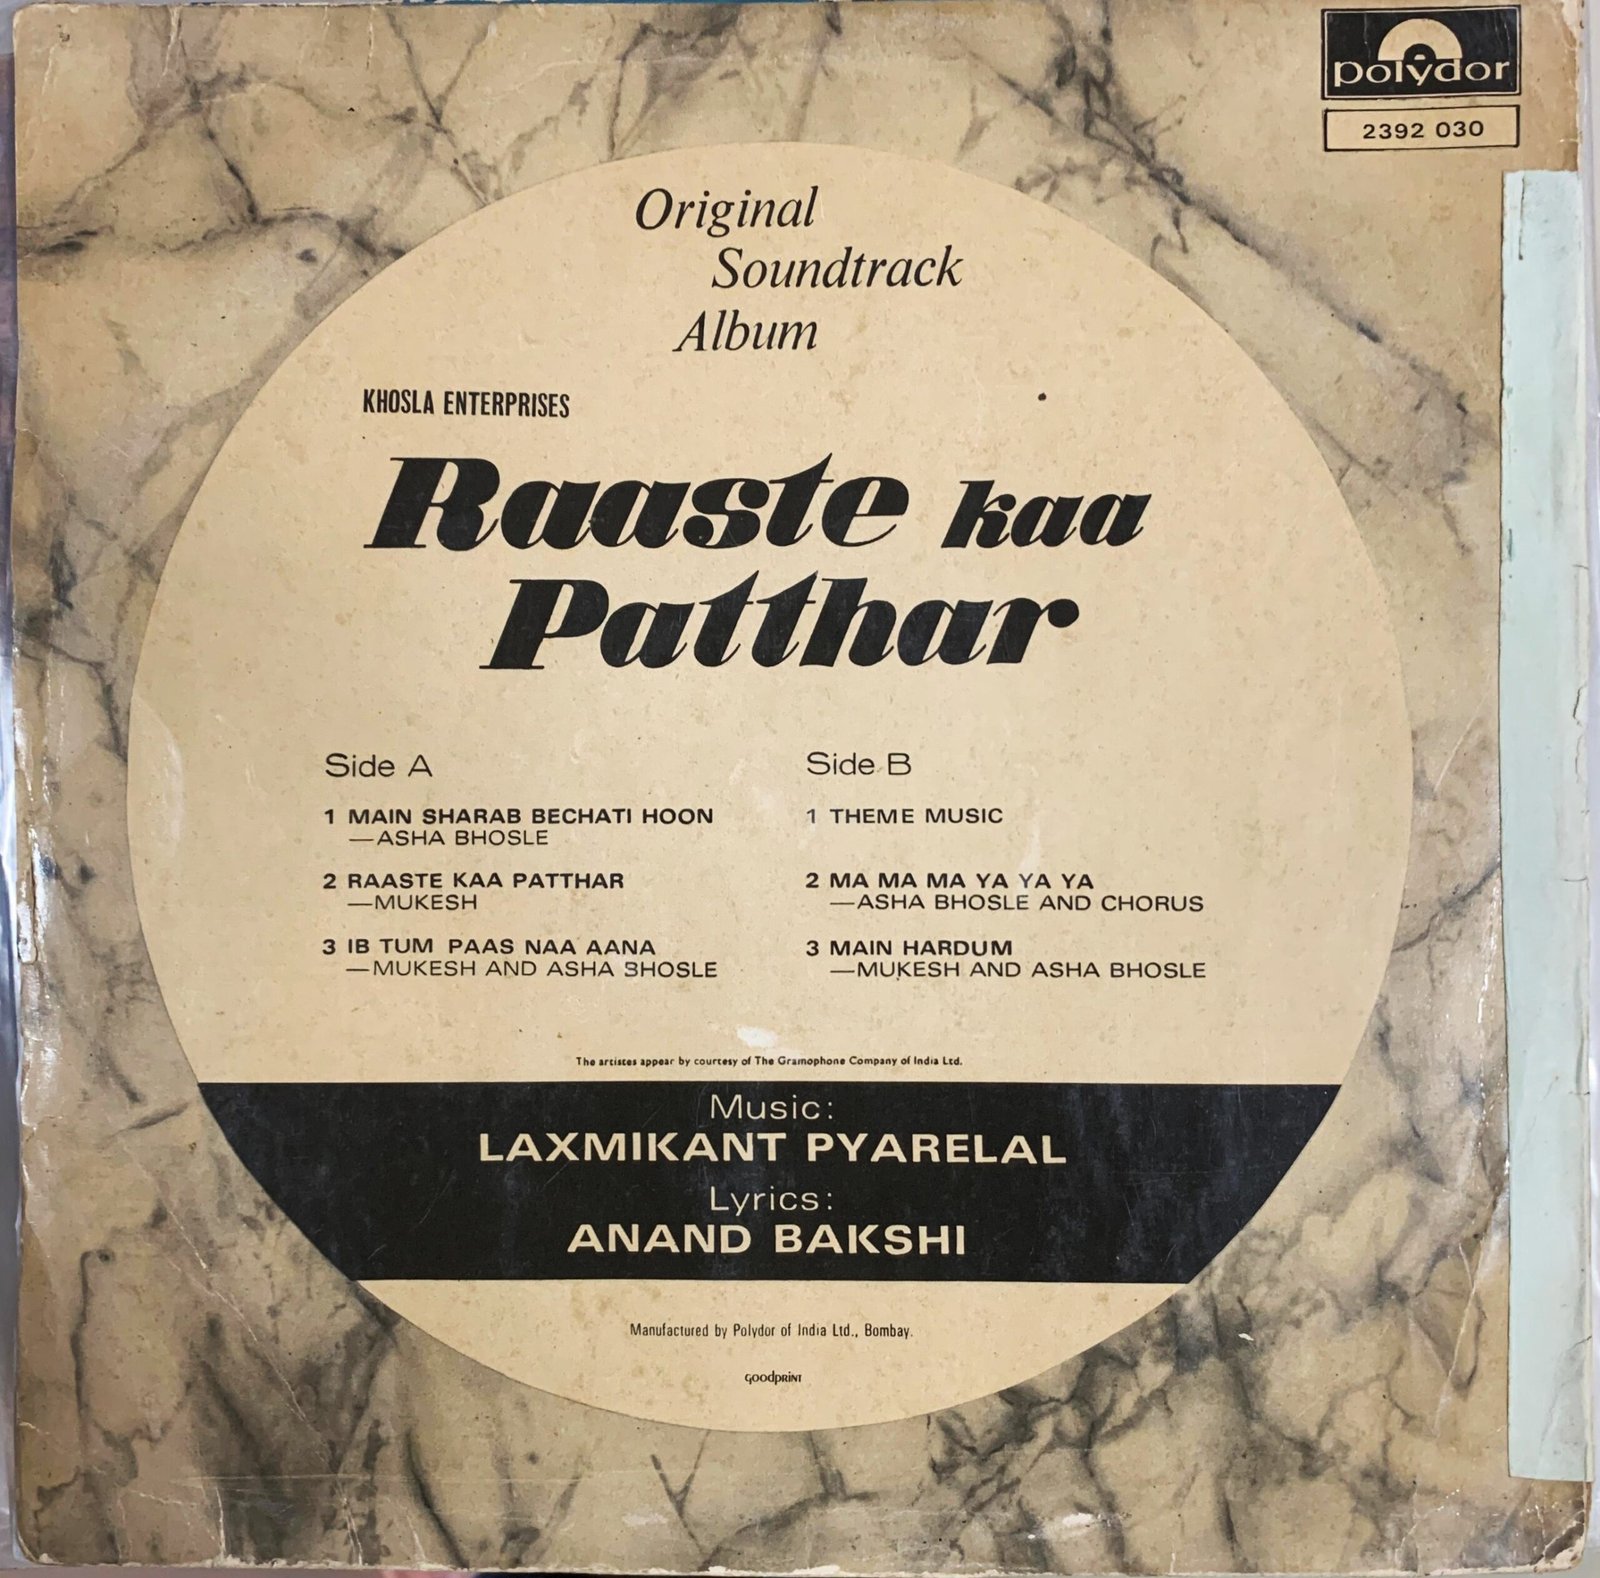 polydor
2392 030
Original
Soundtrack
Album
KHOSLA ENTERPRISES
Raaste kaa
Patthar
Side A
1 MAIN SHARAB BECHATI HOON
—ASHA BHOSLE
2 RAASTE KAA PATTHAR
—MUKESH
3 IB TUM PAAS NAA AANA
—MUKESH AND ASHA BHOSLE
Side B
1 THEME MUSIC
2 MA MA MA YA YA YA
—ASHA BHOSLE AND CHORUS
3 MAIN HARDUM
—MUKESH AND ASHA BHOSLE
The artistes appear by courtesy of The Gramophone Company of India Ltd.
Music:
LAXMIKANT PYARELAL
Lyrics:
ANAND BAKSHI
Manufactured by Polydor of India Ltd., Bombay.
GOODPRINT